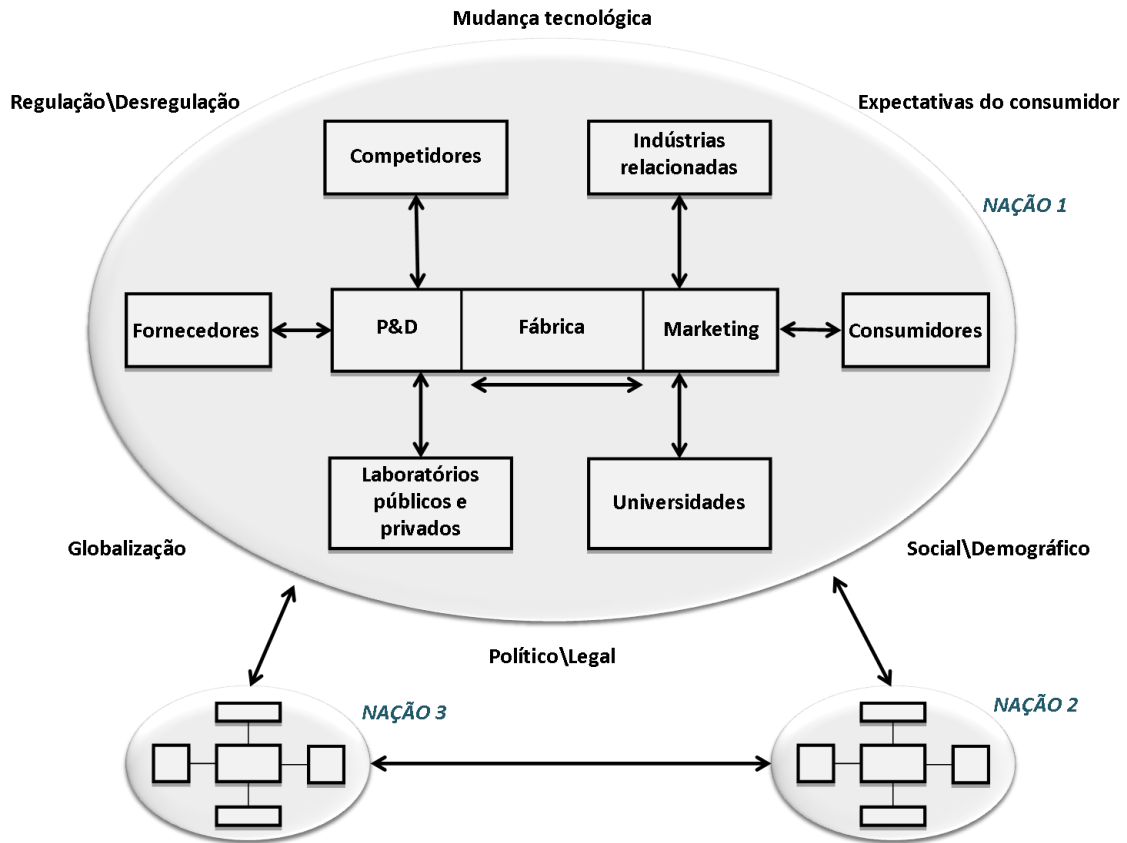 Mudança tecnológica
Regulação\Desregulação
Expectativas do consumidor
Competidores
Indústrias
relacionadas
NAÇÃO 1
Fornecedores
P&D
Fábrica
Marketing
Consumidores
Laboratórios
públicos e
privados
Universidades
Globalização
Social\Demográfico
Político\Legal
NAÇÃO 3
NAÇÃO 2